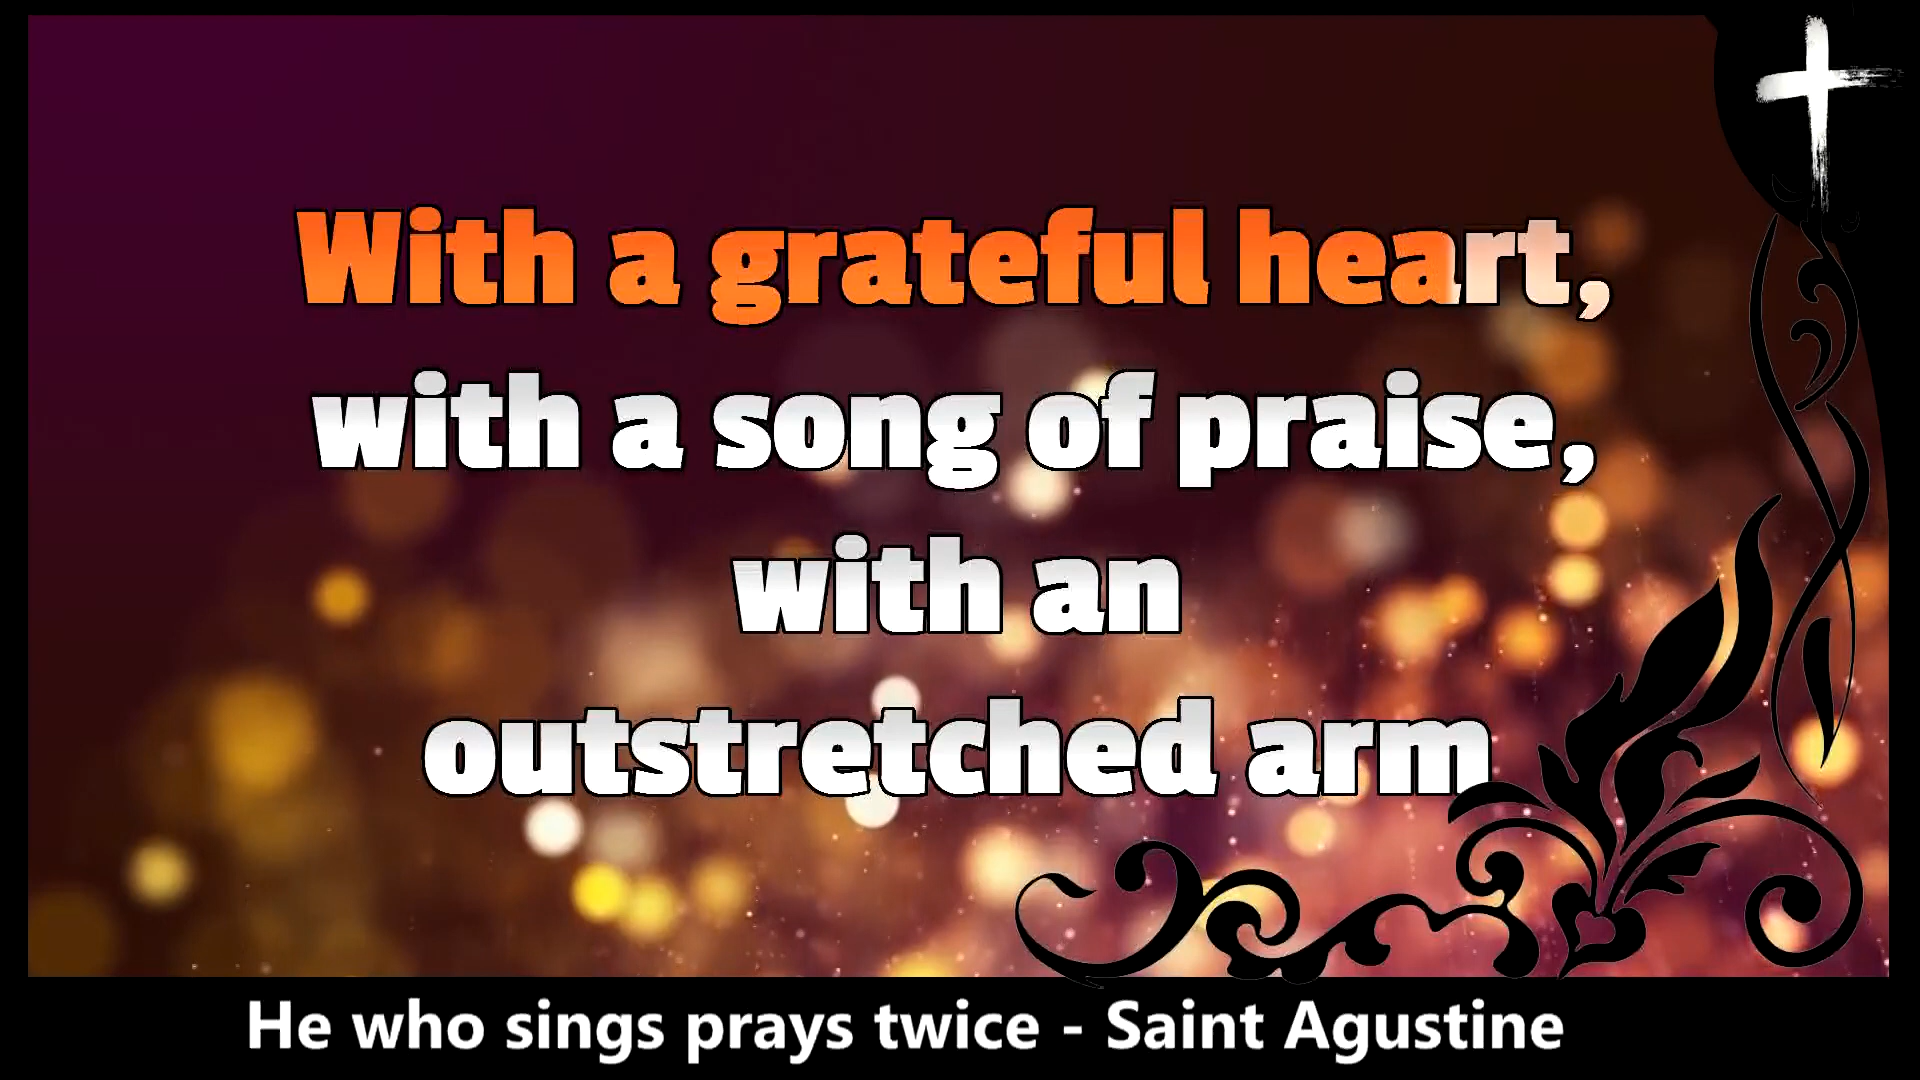 With a grateful heart,
with a song of praise,
with an
outstretched arm
He who sings prays twice - Saint Agustine